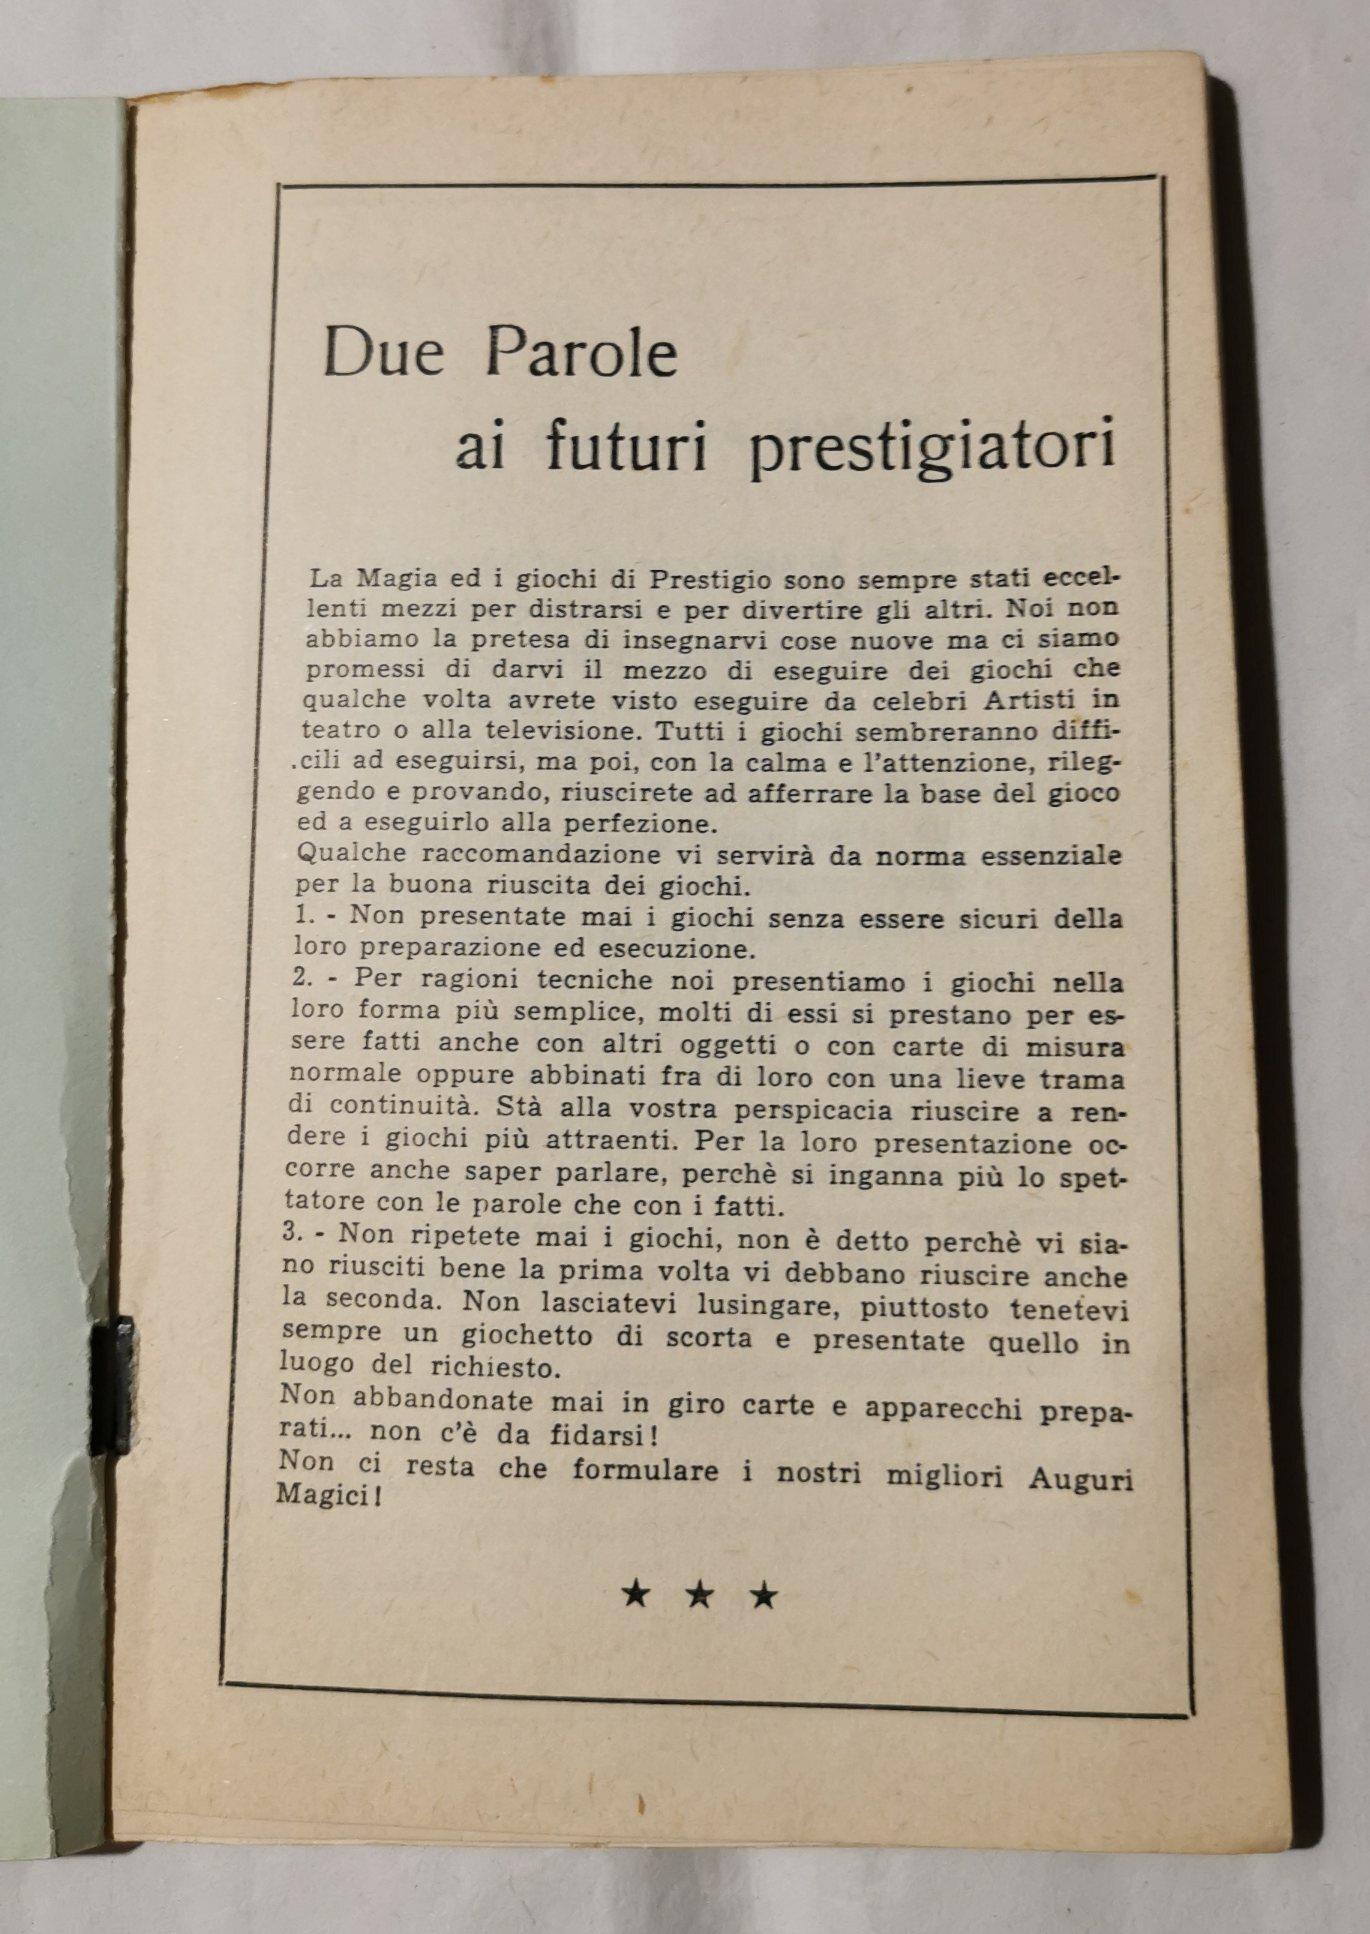 Due Parole
ai futuri prestigiatori
La Magia ed i giochi di Prestigio sono sempre stati eccel-
lenti mezzi per distrarsi e per divertire gli altri. Noi non
abbiamo la pretesa di insegnarvi cose nuove ma ci siamo
promessi di darvi il mezzo di eseguire dei giochi che
qualche volta avrete visto eseguire da celebri Artisti in
teatro o alla televisione. Tutti i giochi sembreranno diffi-
.cili ad eseguirsi, ma poi, con la calma e l'attenzione, rileg-
gendo e provando, riuscirete ad afferrare la base del gioco
ed a eseguirlo alla perfezione.
Qualche raccomandazione vi servirà da norma essenziale
per la buona riuscita dei giochi.
1. - Non presentate mai i giochi senza essere sicuri della
loro preparazione ed esecuzione.
2. - Per ragioni tecniche noi presentiamo i giochi nella
loro forma più semplice, molti di essi si prestano per es-
sere fatti anche con altri oggetti o con carte di misura
normale oppure abbinati fra di loro con una lieve trama
di continuità. Stà alla vostra perspicacia riuscire a ren-
dere i giochi più attraenti. Per la loro presentazione oc-
corre anche saper parlare, perchè si inganna più lo spet-
tatore con le parole che con i fatti.
3. - Non ripetete mai i giochi, non è detto perchè vi sia-
no riusciti bene la prima volta vi debbano riuscire anche
la seconda. Non lasciatevi lusingare, piuttosto tenetevi
sempre un giochetto di scorta e presentate quello in
luogo del richiesto.
Non abbandonate mai in giro carte e apparecchi prepa-
rati... non c'è da fidarsi!
Non ci resta che formulare i nostri migliori Auguri
Magici!
★ ★ ★